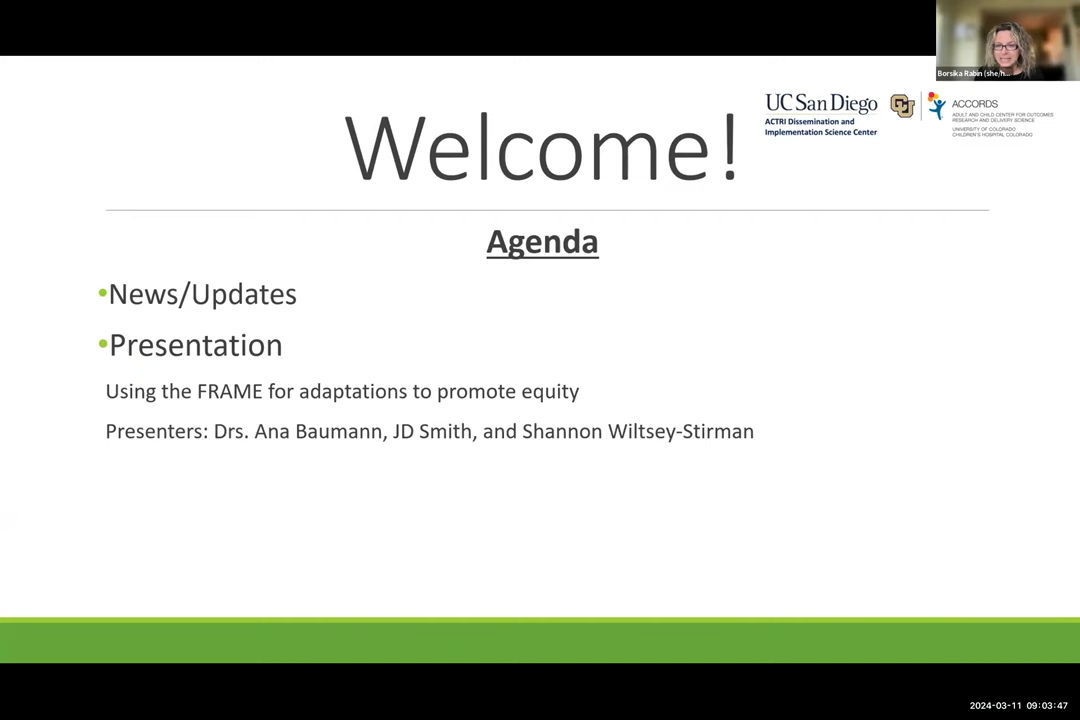 Borsika Rabin (she/h...
UC San Diego
ACTRI Dissemination and
Implementation Science Center
CU
ACCORDS
ADULT AND CHILD CENTER FOR OUTCOMES
RESEARCH AND DELIVERY SCIENCE
UNIVERSITY OF COLORADO
CHILDREN'S HOSPITAL COLORADO
Welcome!
Agenda
•News/Updates
•Presentation
Using the FRAME for adaptations to promote equity
Presenters: Drs. Ana Baumann, JD Smith, and Shannon Wiltsey-Stirman
2024-03-11 09:03:47